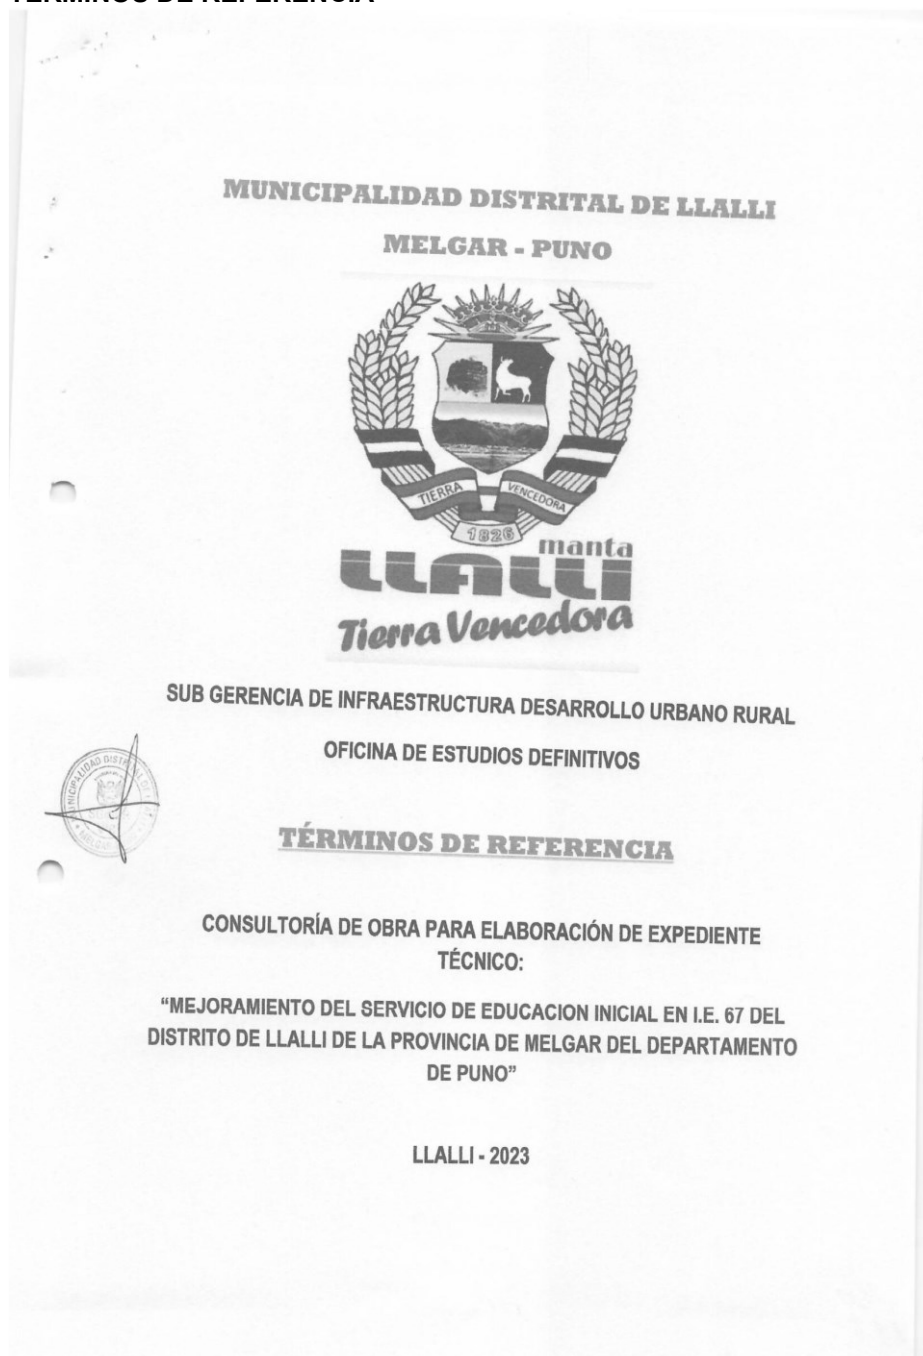 TÉRMINOS DE REFERENCIA
MUNICIPALIDAD DISTRITAL DE LLALLI
MELGAR - PUNO
TIERRA VENCEDORA
1826
manta
LLALLI
Tierra Vencedora
SUB GERENCIA DE INFRAESTRUCTURA DESARROLLO URBANO RURAL
OFICINA DE ESTUDIOS DEFINITIVOS
MUNICIPALIDAD DISTRITAL DE
TÉRMINOS DE REFERENCIA
CONSULTORÍA DE OBRA PARA ELABORACIÓN DE EXPEDIENTE
TÉCNICO:
“MEJORAMIENTO DEL SERVICIO DE EDUCACION INICIAL EN I.E. 67 DEL
DISTRITO DE LLALLI DE LA PROVINCIA DE MELGAR DEL DEPARTAMENTO
DE PUNO”
LLALLI - 2023